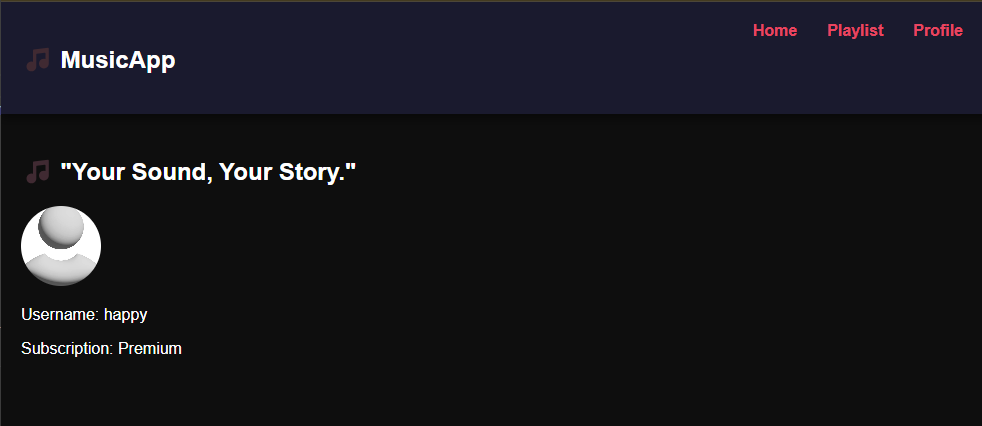 🎵 MusicApp
Home Playlist Profile
🎵 "Your Sound, Your Story."
Username: happy
Subscription: Premium